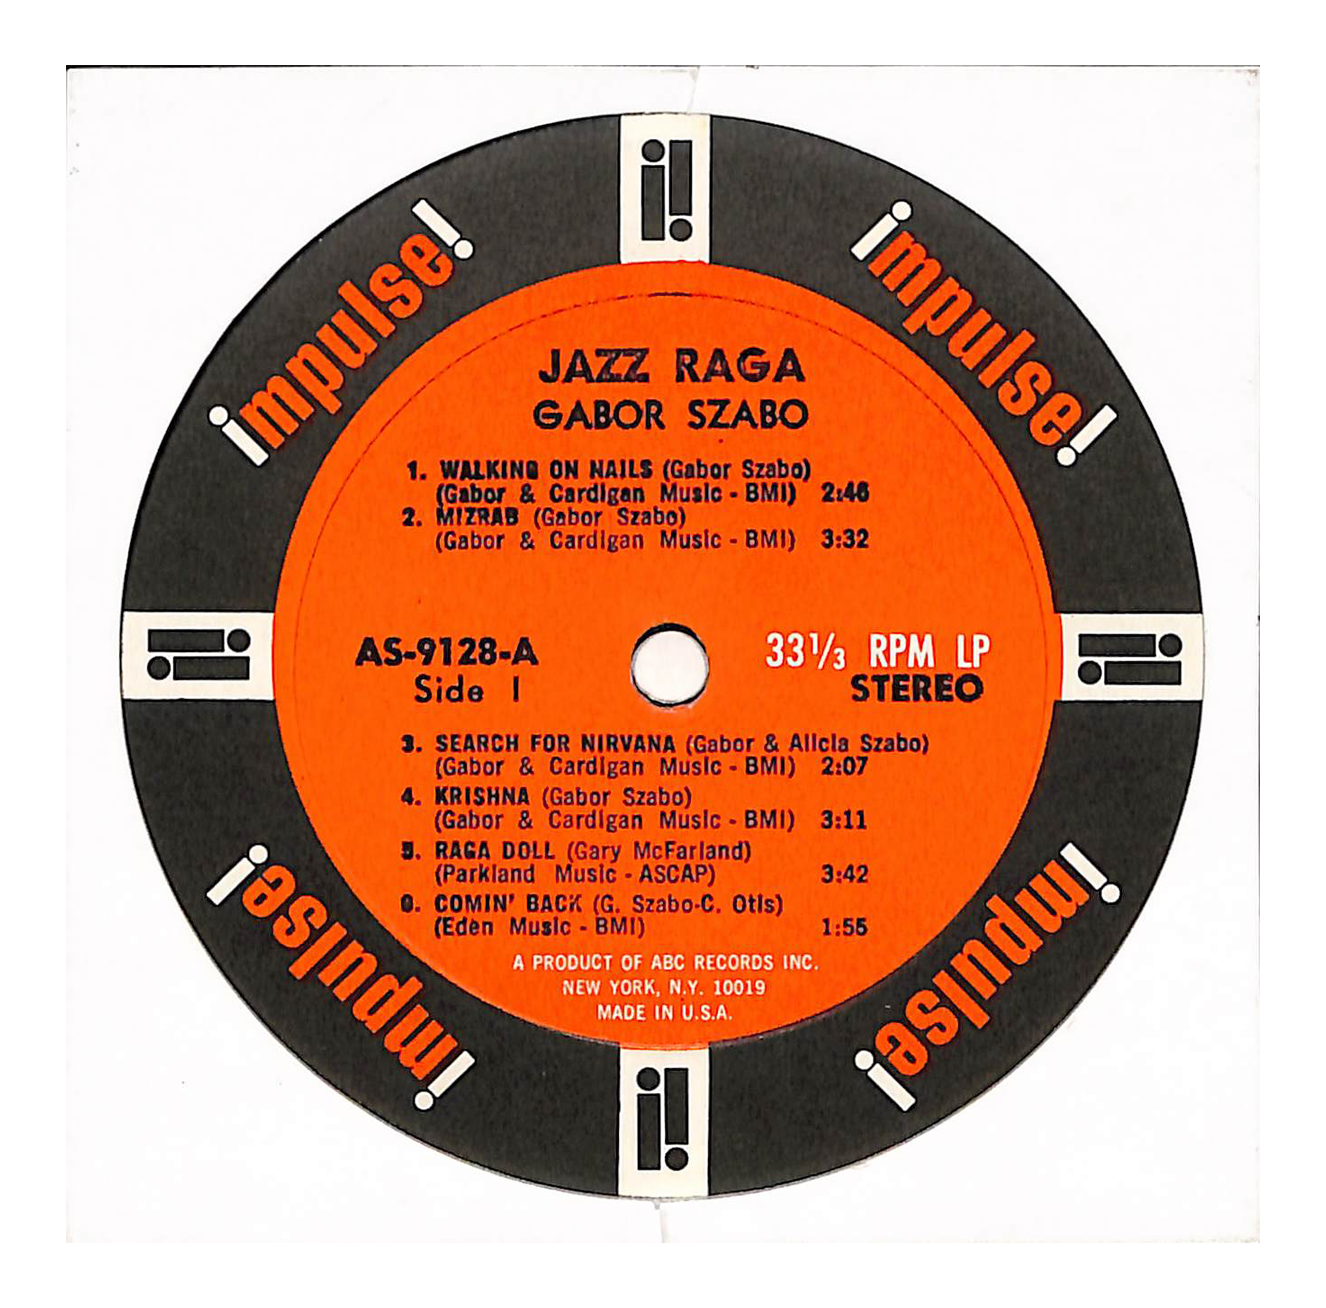 impulse!
impulse!
JAZZ RAGA
GABOR SZABO
1. WALKING ON NAILS (Gabor Szabo)
(Gabor & Cardigan Music - BMI) 2:46
2. MIZRAB (Gabor Szabo)
(Gabor & Cardigan Music - BMI) 3:32
AS-9128-A
Side 1
33 1/3 RPM LP
STEREO
3. SEARCH FOR NIRVANA (Gabor & Alicia Szabo)
(Gabor & Cardigan Music - BMI) 2:07
4. KRISHNA (Gabor Szabo)
(Gabor & Cardigan Music - BMI) 3:11
5. RAGA DOLL (Gary McFarland)
(Parkland Music - ASCAP) 3:42
6. COMIN' BACK (G. Szabo-C. Otis)
(Eden Music - BMI) 1:55
A PRODUCT OF ABC RECORDS INC.
NEW YORK, N.Y. 10019
MADE IN U.S.A.
impulse!
impulse!